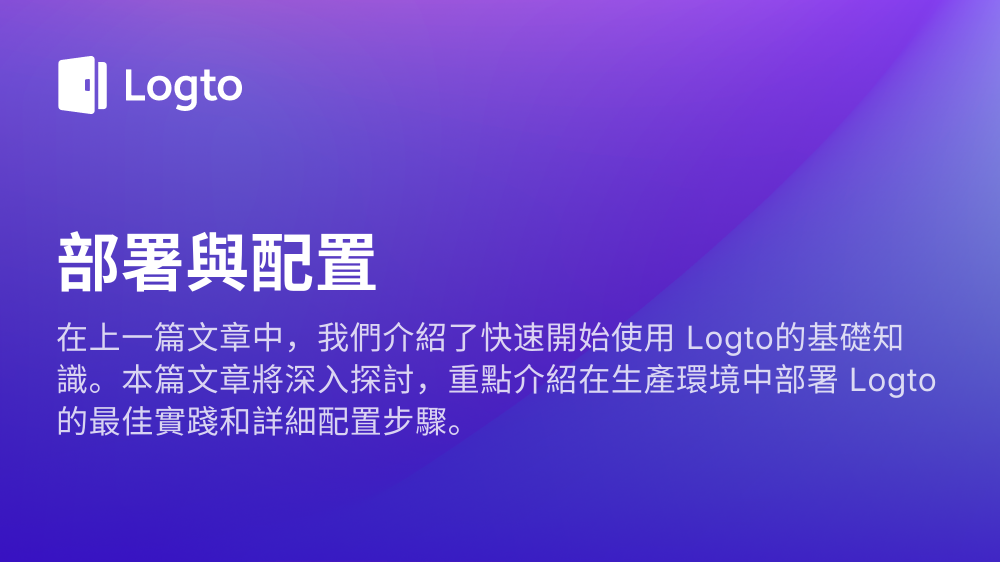 Logto
部署與配置
在上一篇文章中，我們介紹了快速開始使用 Logto的基礎知
識。本篇文章將深入探討，重點介紹在生產環境中部署 Logto
的最佳實踐和詳細配置步驟。